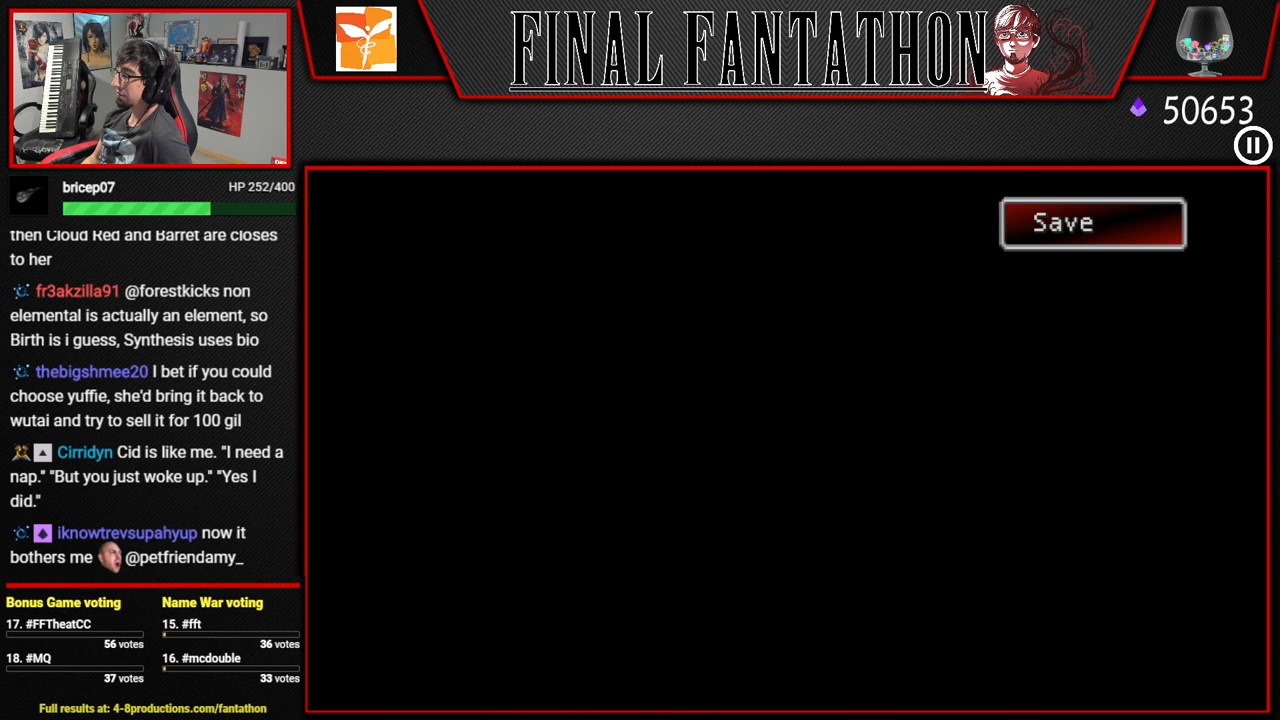 FINAL FANTATHON
50653
bricep07
HP 252/400
then Cloud Red and Barret are closes
to her
fr3akzilla91 @forestkicks non
elemental is actually an element, so
Birth is i guess, Synthesis uses bio
thebigshmee20 I bet if you could
choose yuffie, she'd bring it back to
wutai and try to sell it for 100 gil
Cirridyn Cid is like me. "I need a
nap." "But you just woke up." "Yes I
did."
iknowtrevsupahyup now it
bothers me @petfriendamy_
Save
Bonus Game voting
Name War voting
17. #FFTheatCC
56 votes
15. #fft
36 votes
18. #MQ
37 votes
16. #mcdouble
33 votes
Full results at: 4-8productions.com/fantathon